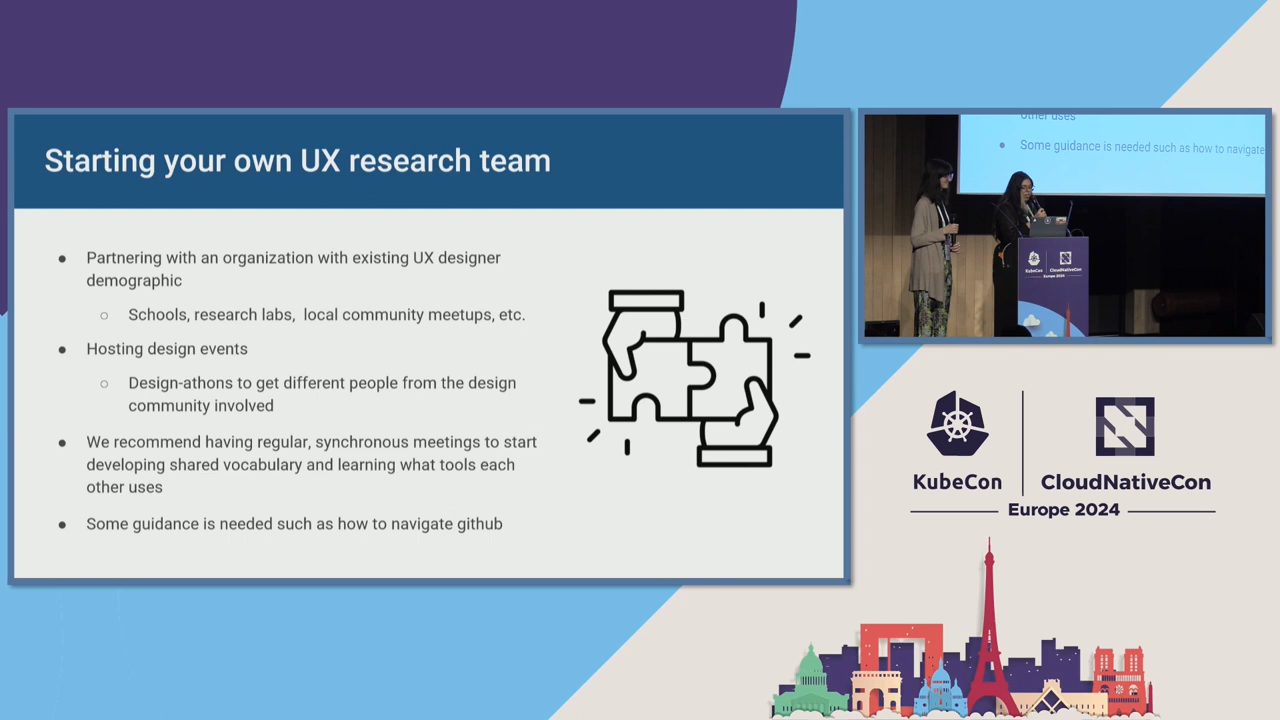 Starting your own UX research team
● Partnering with an organization with existing UX designer
demographic
○ Schools, research labs, local community meetups, etc.
● Hosting design events
○ Design-athons to get different people from the design
community involved
● We recommend having regular, synchronous meetings to start
developing shared vocabulary and learning what tools each
other uses
● Some guidance is needed such as how to navigate github
other uses
● Some guidance is needed such as how to navigate
KubeCon CloudNativeCon
Europe 2024
KubeCon CloudNativeCon
Europe 2024